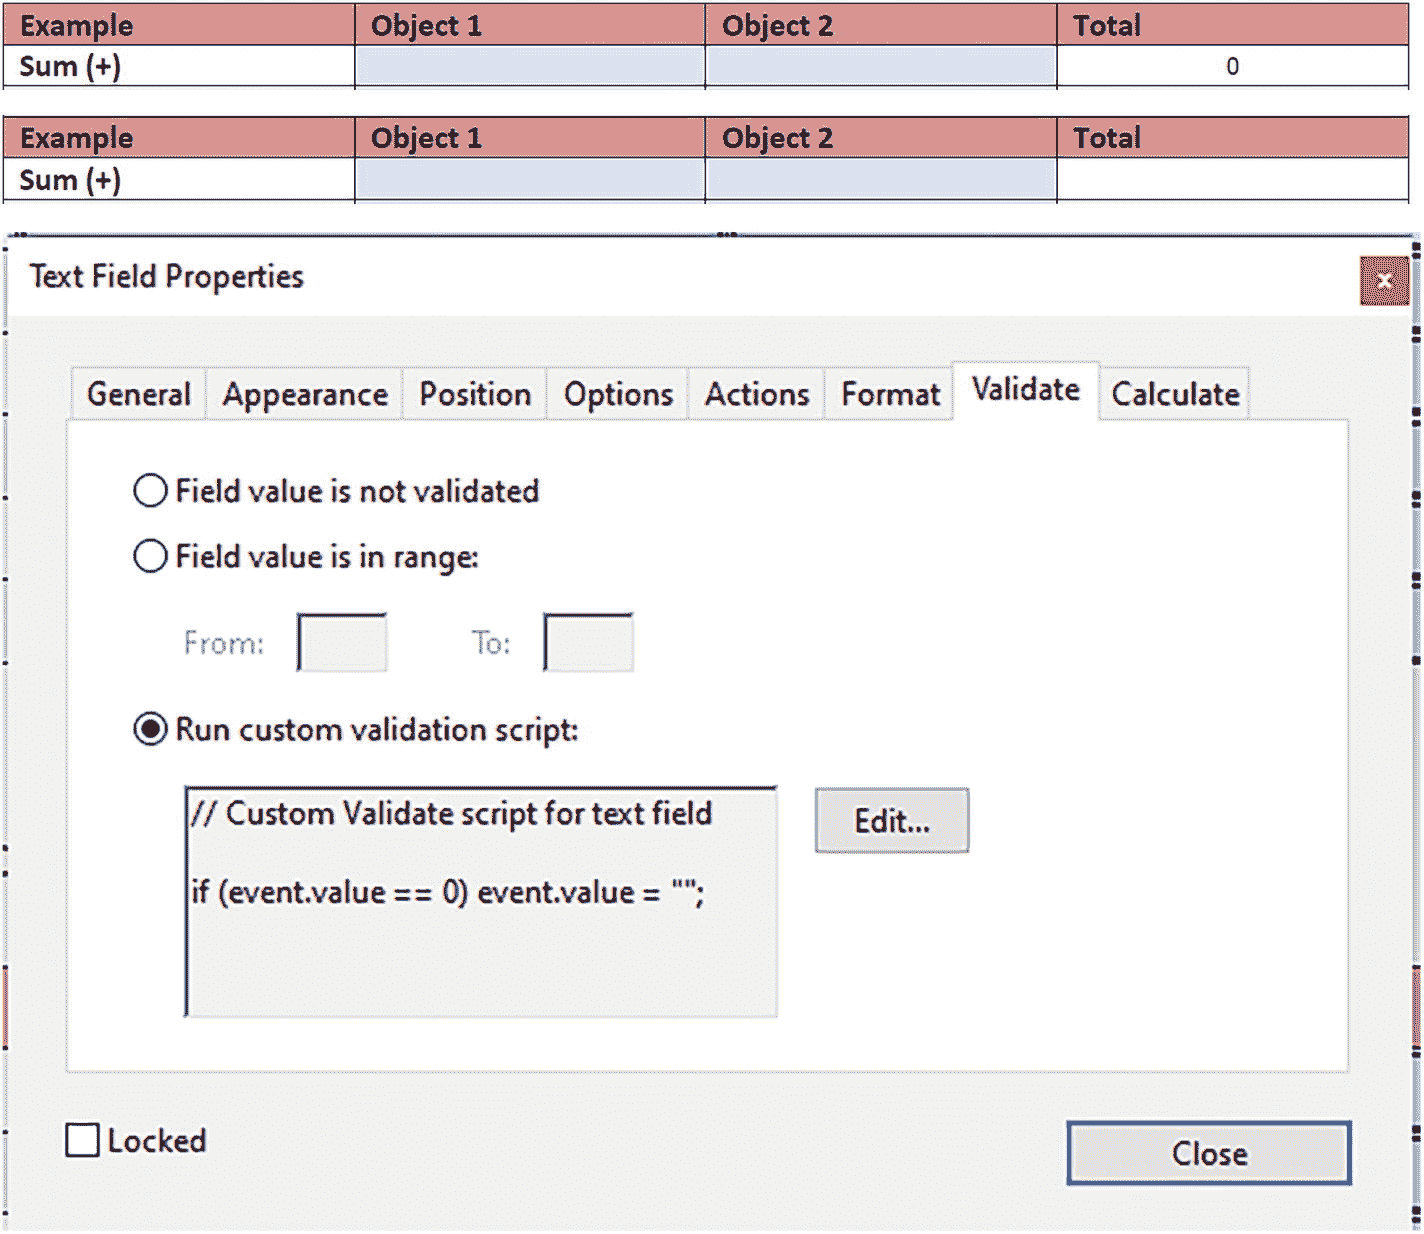 Example Object 1 Object 2 Total
Sum (+) 0
Example Object 1 Object 2 Total
Sum (+)
Text Field Properties
x
General Appearance Position Options Actions Format Validate Calculate
Field value is not validated
Field value is in range:
From: To:
Run custom validation script:
// Custom Validate script for text field
Edit...
if (event.value == 0) event.value = "";
Locked
Close